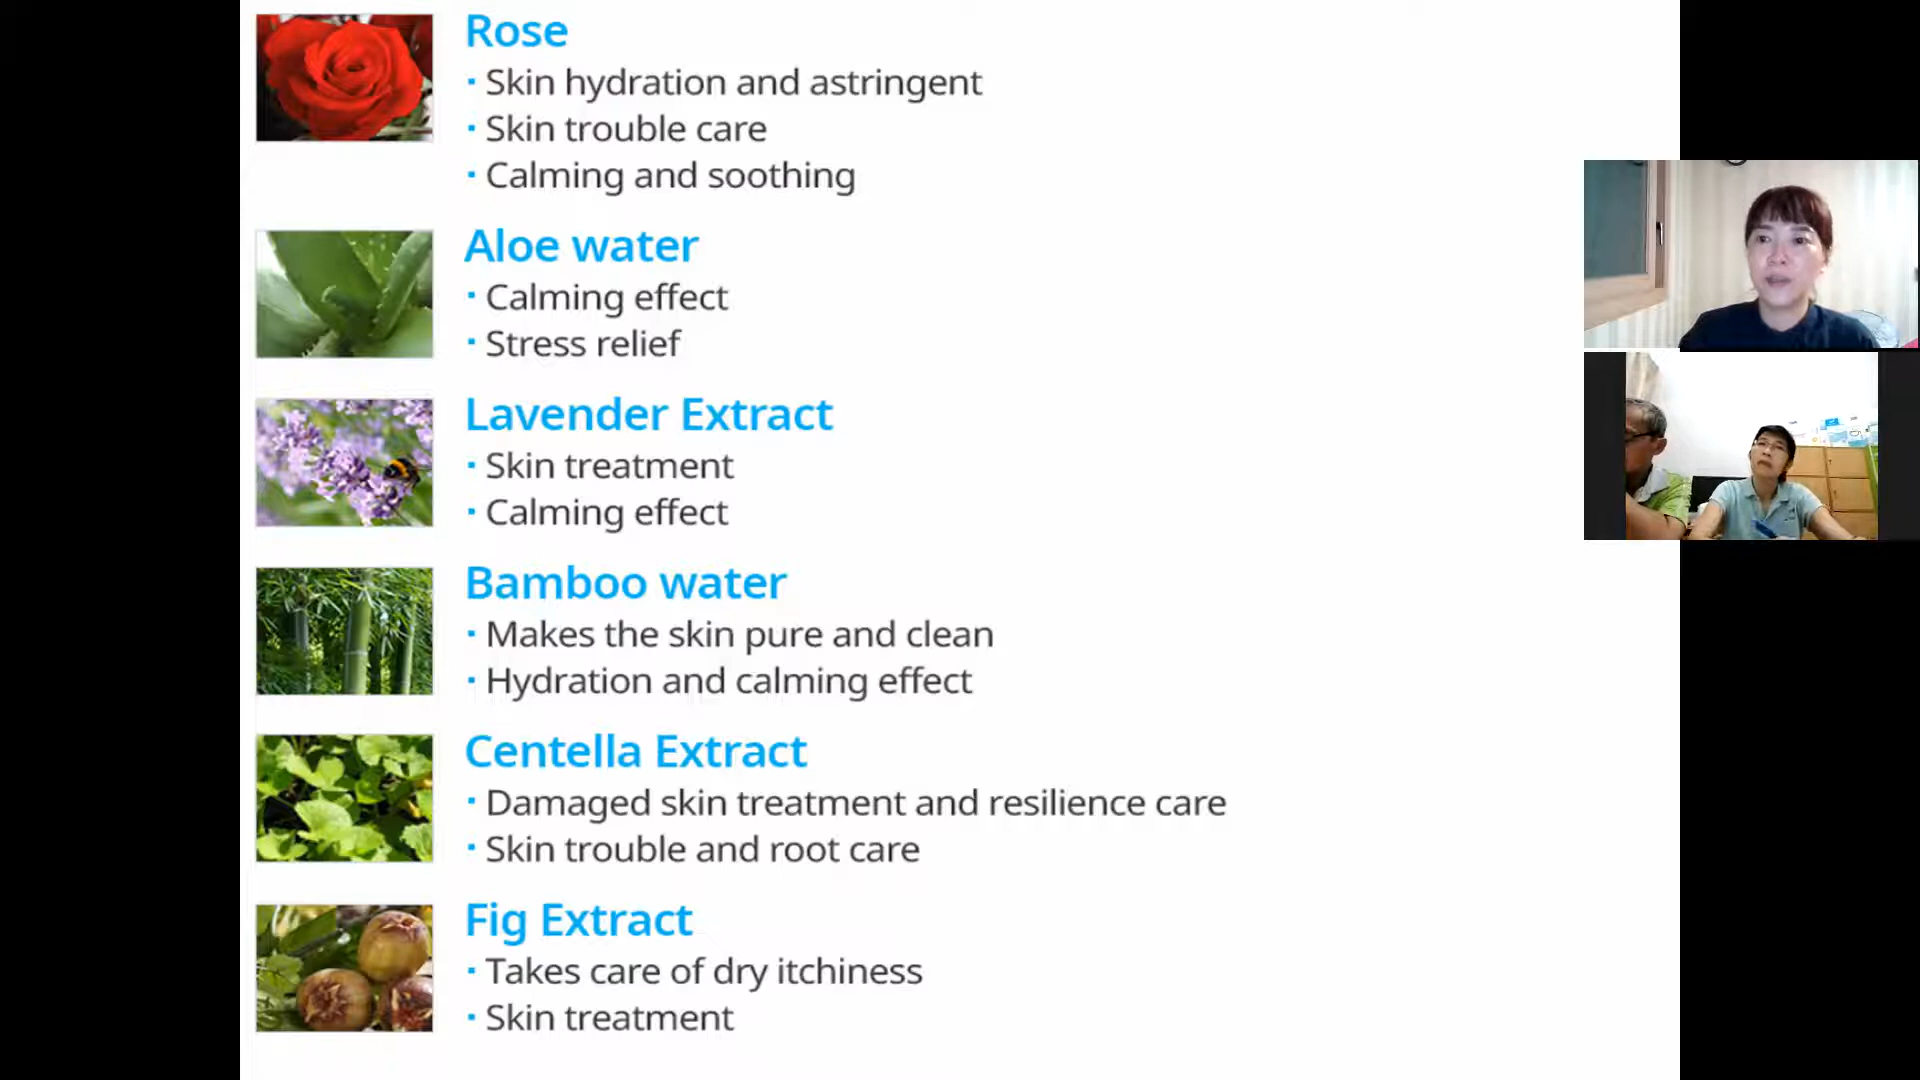 Rose
· Skin hydration and astringent
· Skin trouble care
· Calming and soothing
Aloe water
· Calming effect
· Stress relief
Lavender Extract
· Skin treatment
· Calming effect
Bamboo water
· Makes the skin pure and clean
· Hydration and calming effect
Centella Extract
· Damaged skin treatment and resilience care
· Skin trouble and root care
Fig Extract
· Takes care of dry itchiness
· Skin treatment